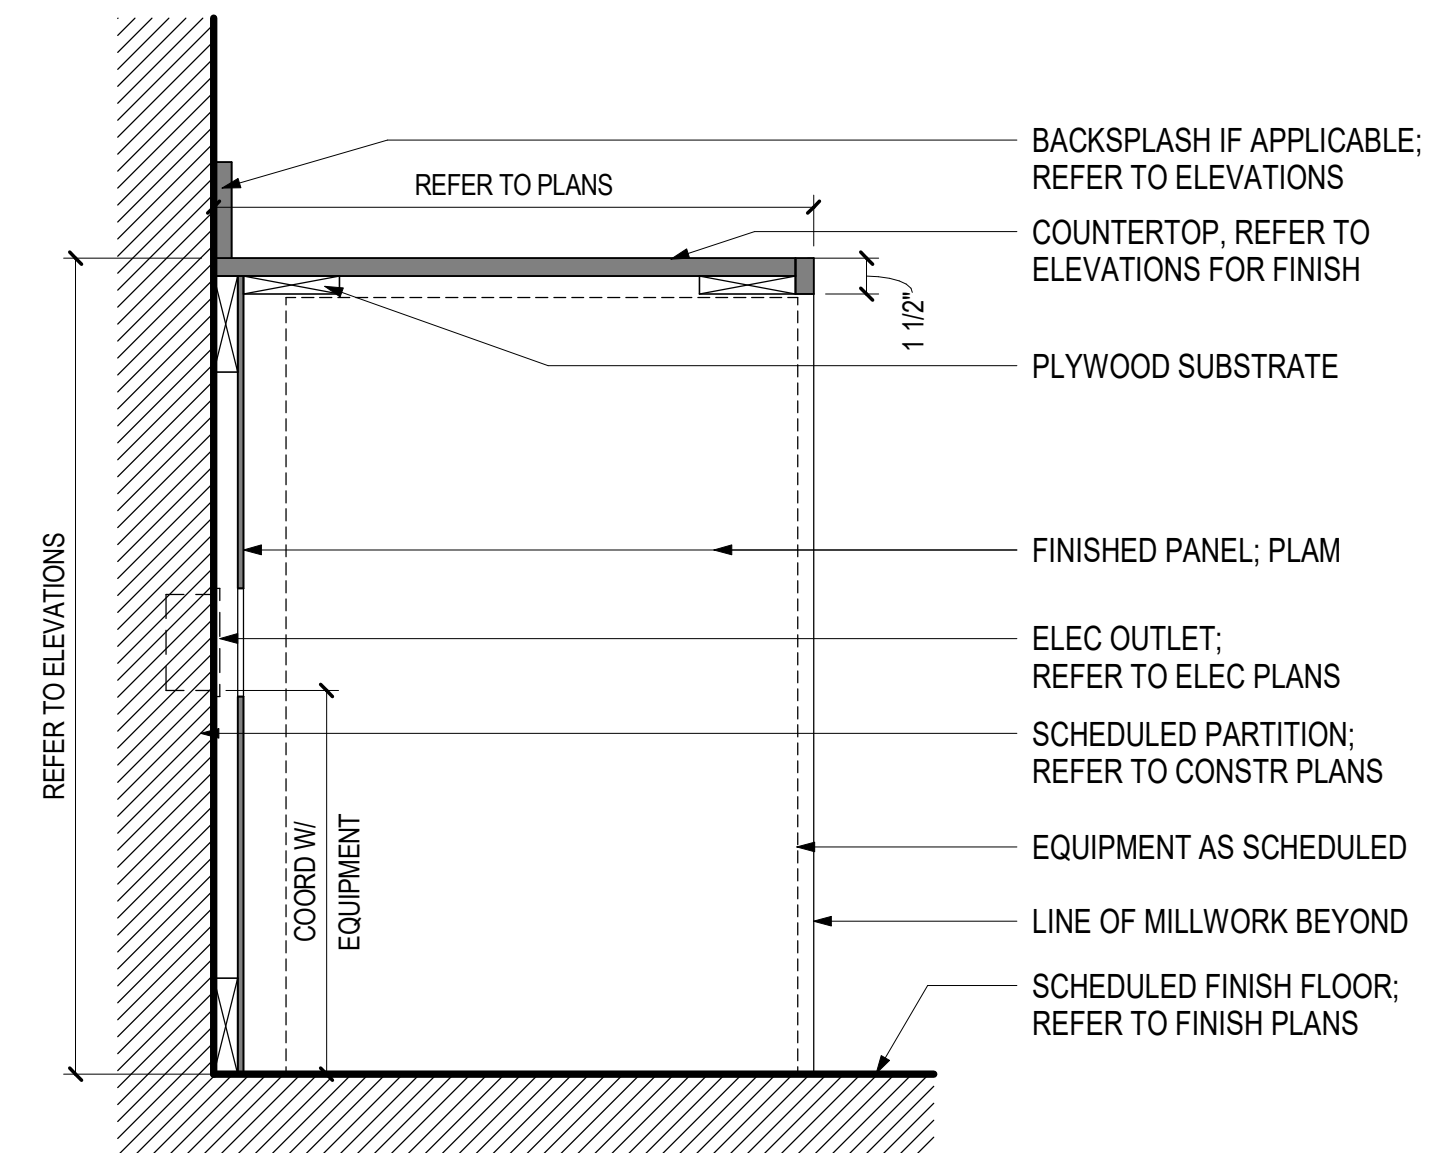 BACKSPLASH IF APPLICABLE;
REFER TO ELEVATIONS
REFER TO PLANS
COUNTERTOP, REFER TO
ELEVATIONS FOR FINISH
1 1/2"
PLYWOOD SUBSTRATE
FINISHED PANEL; PLAM
REFER TO ELEVATIONS
ELEC OUTLET;
REFER TO ELEC PLANS
SCHEDULED PARTITION;
REFER TO CONSTR PLANS
COORD W/
EQUIPMENT
EQUIPMENT AS SCHEDULED
LINE OF MILLWORK BEYOND
SCHEDULED FINISH FLOOR;
REFER TO FINISH PLANS